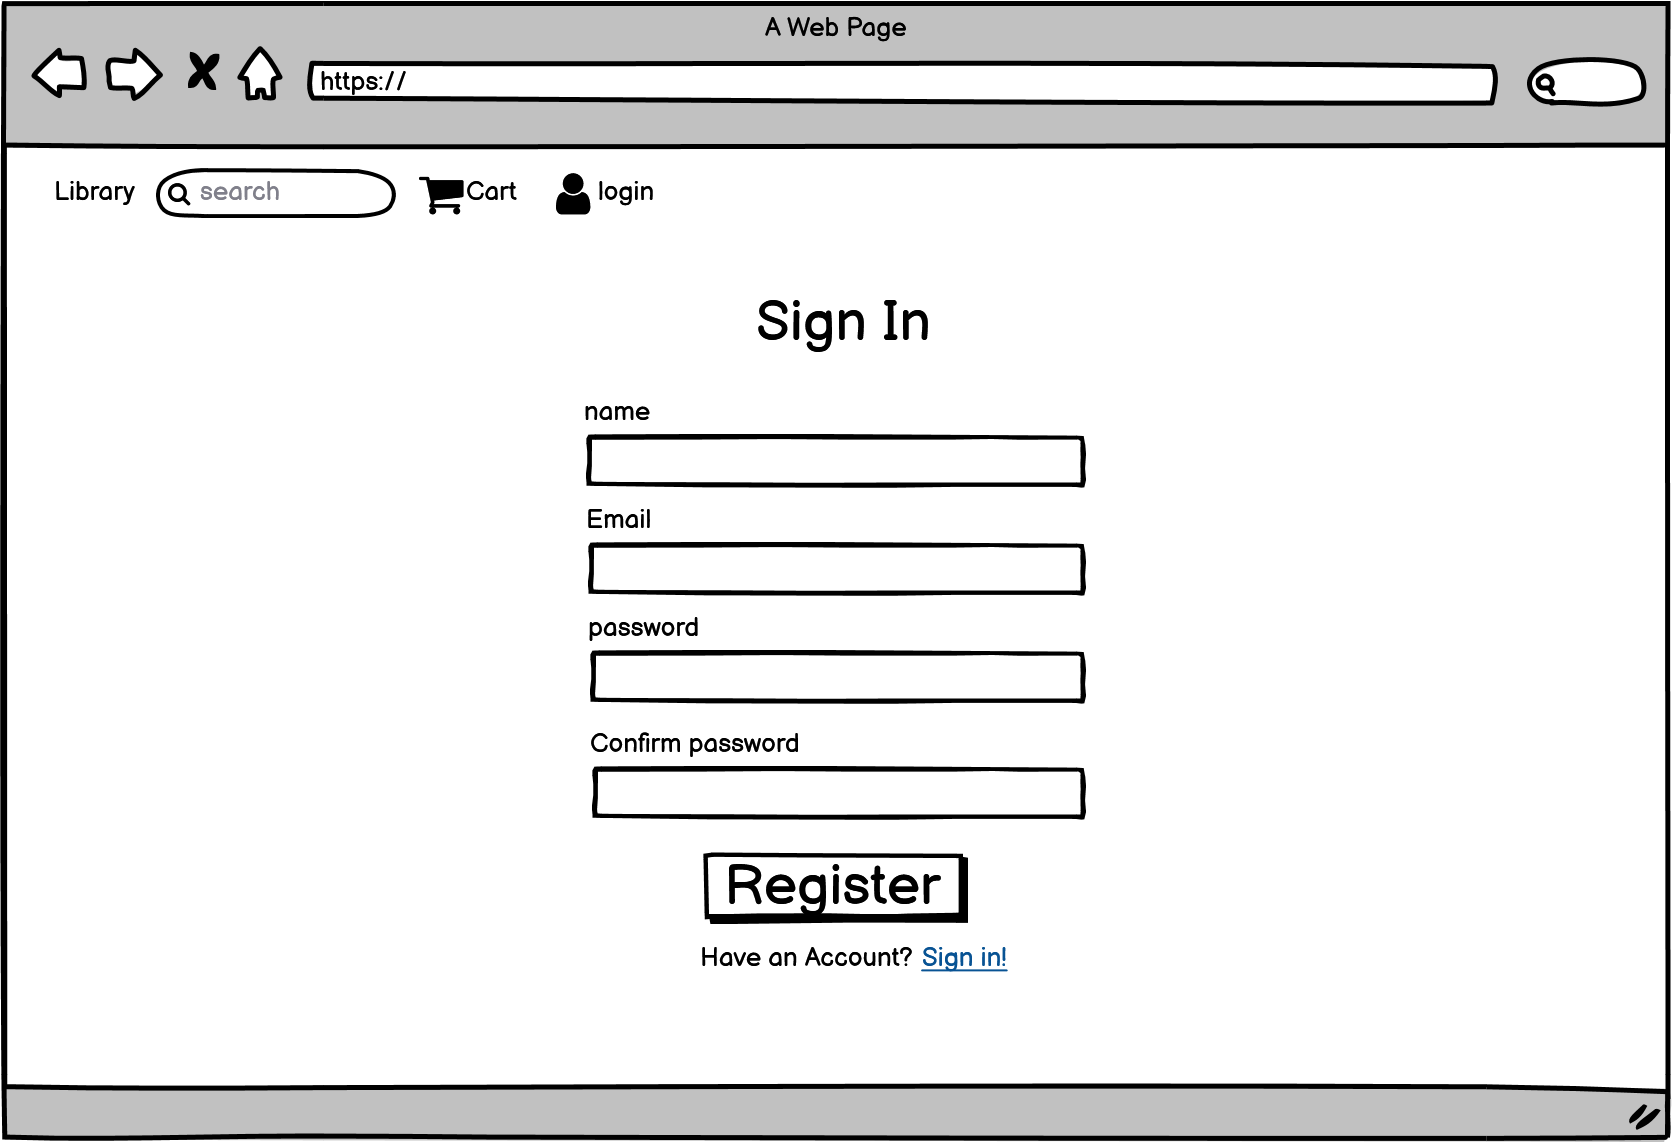 A Web Page
https://
Library search Cart login
Sign In
name
Email
password
Confirm password
Register
Have an Account? Sign in!